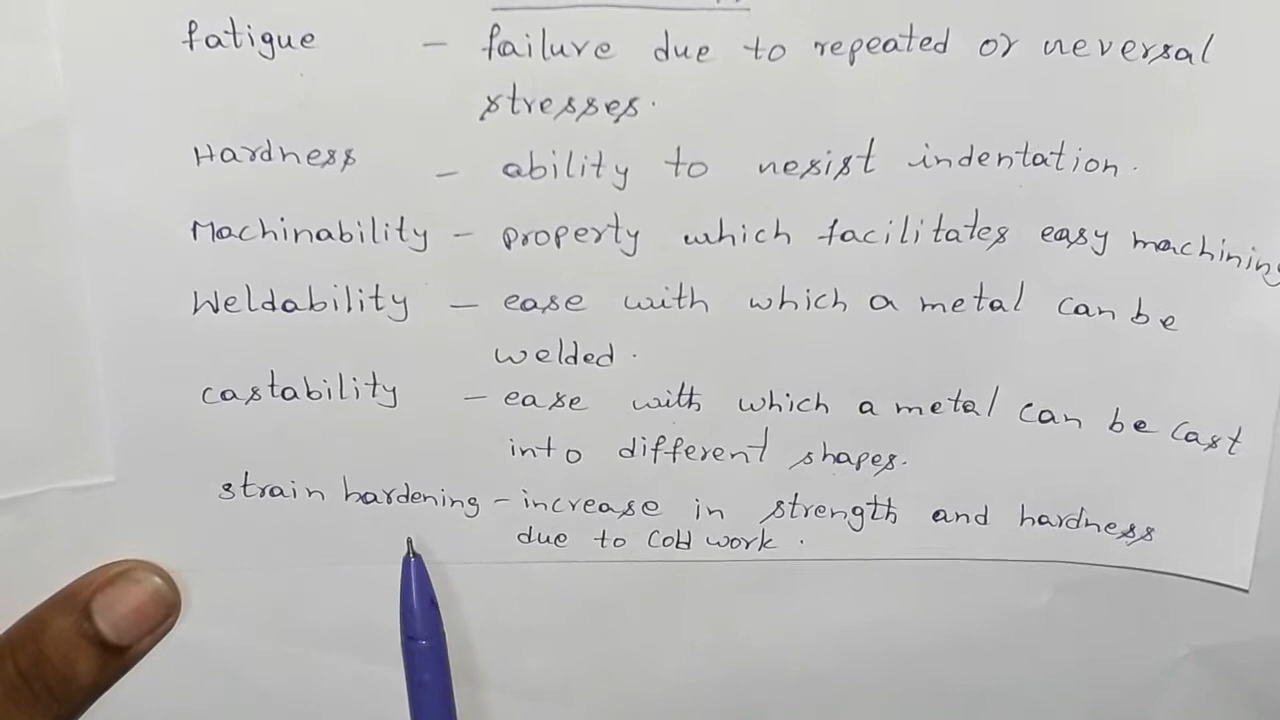 fatigue - failure due to repeated or reversal
stresses.
Hardness - ability to resist indentation.
Machinability - property which facilitates easy machining
Weldability - ease with which a metal can be
welded.
castability - ease with which a metal can be cast
into different shapes.
strain hardening - increase in strength and hardness
due to cold work.